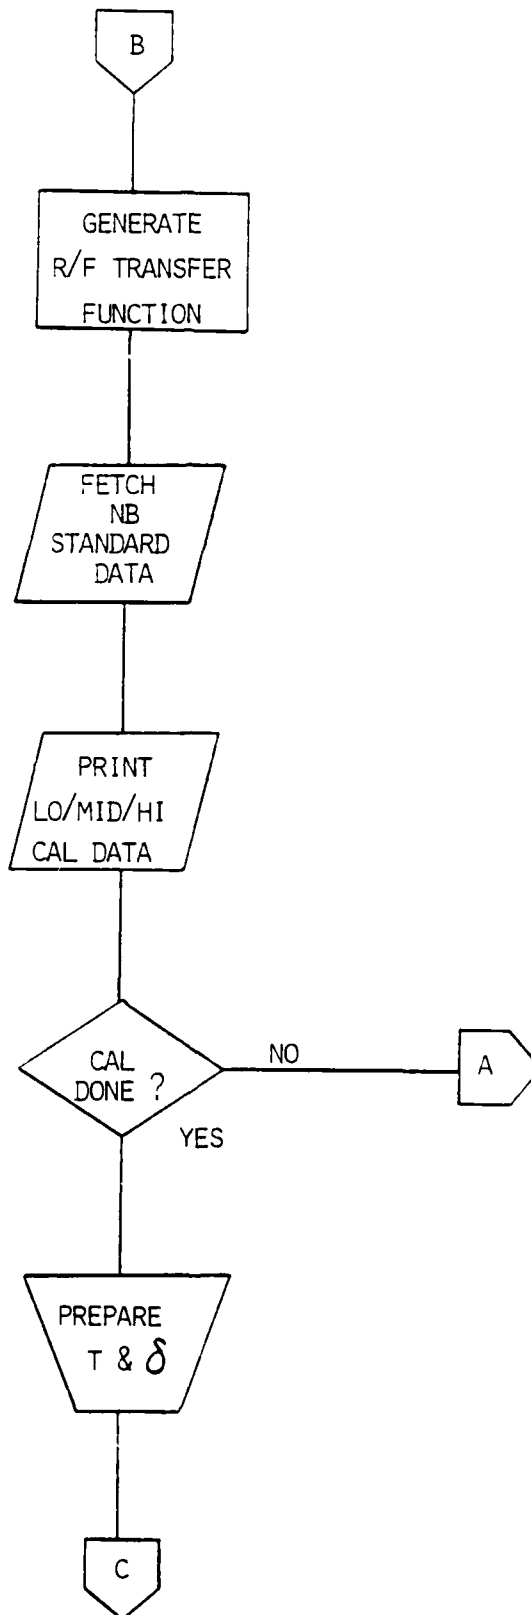 B
GENERATE
R/F TRANSFER
FUNCTION
FETCH
NB
STANDARD
DATA
PRINT
LO/MID/HI
CAL DATA
CAL
DONE ?
NO
A
YES
PREPARE
T & δ
C